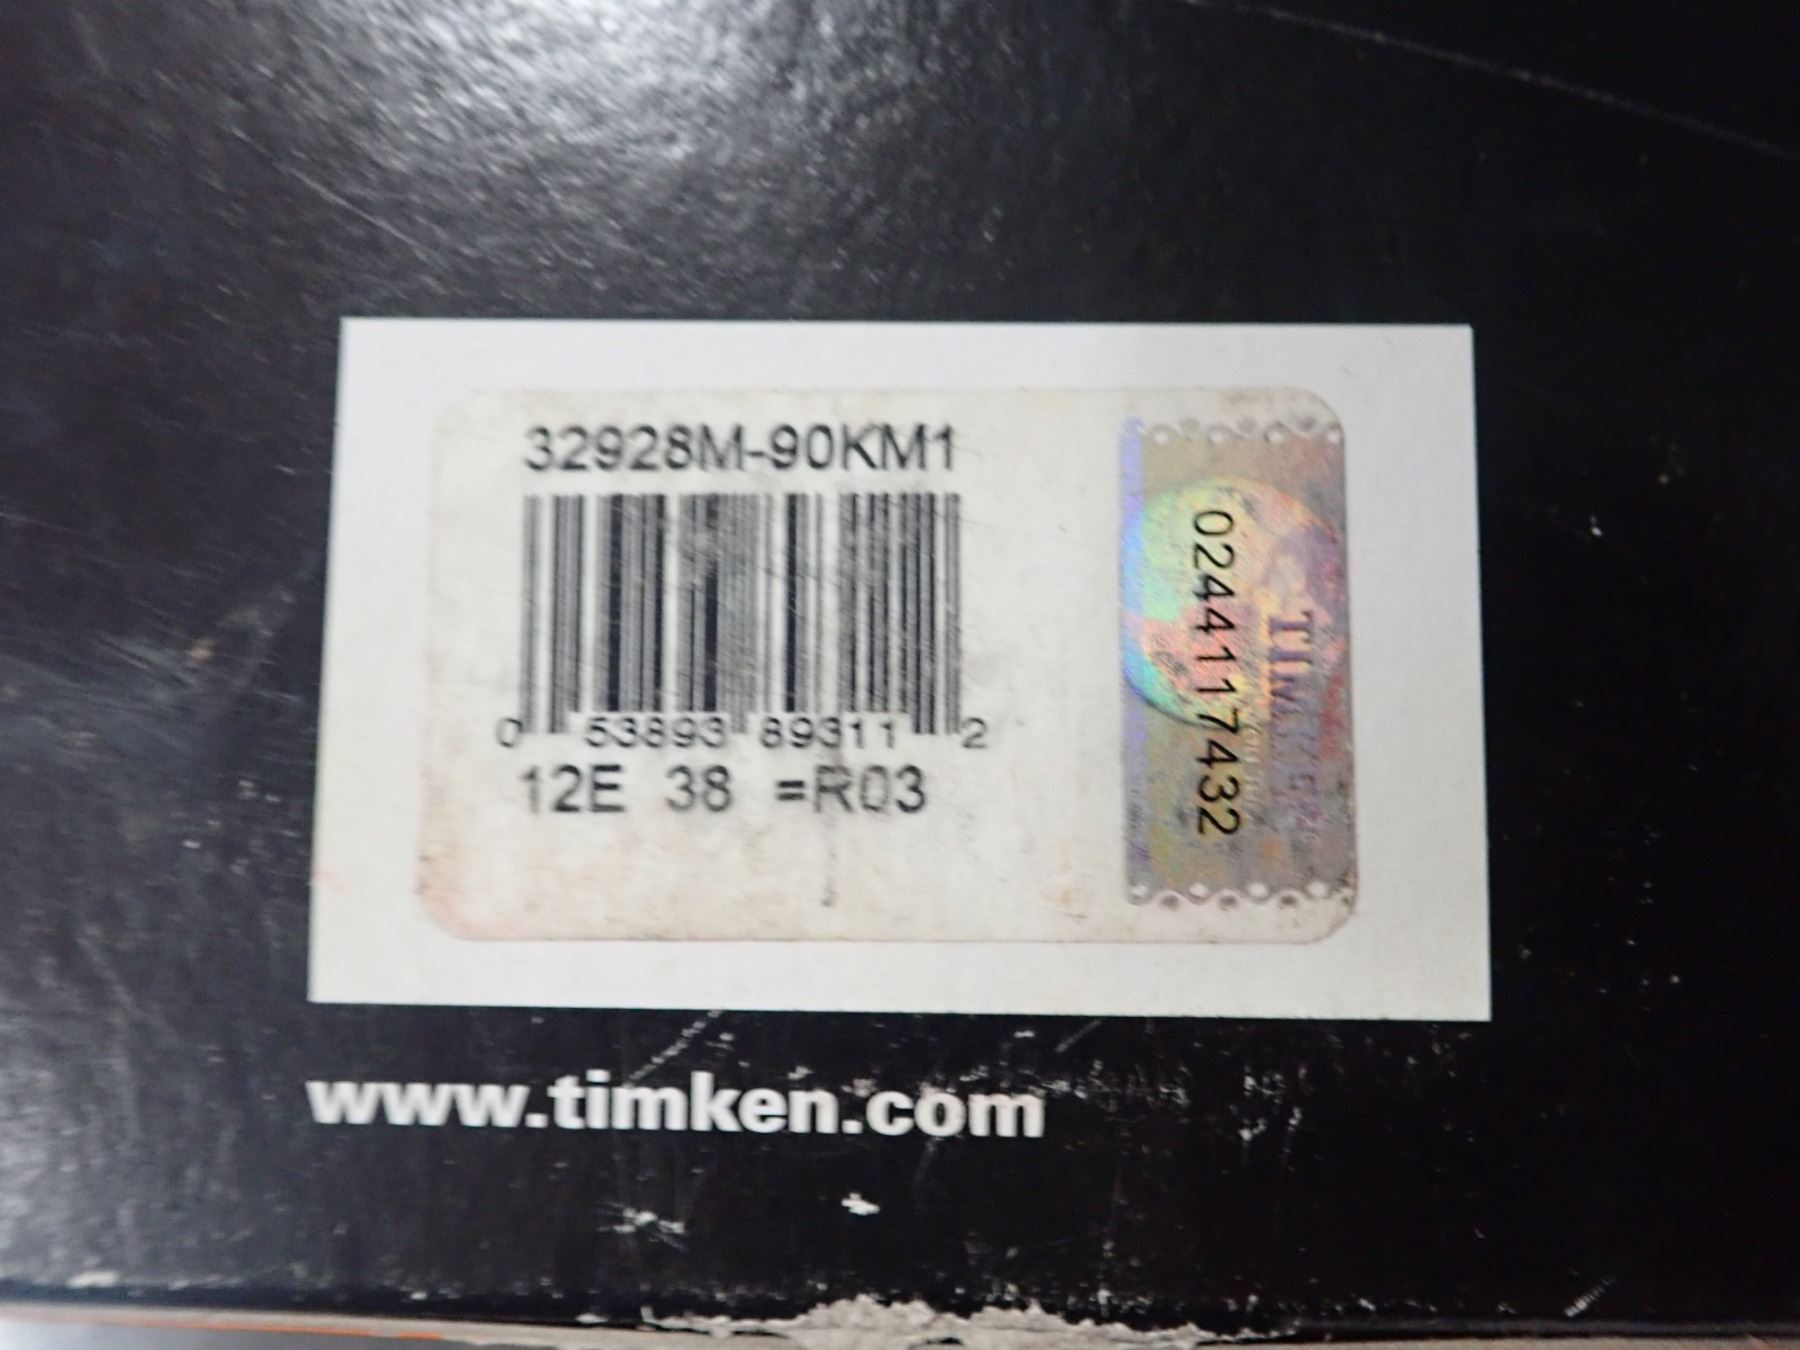 32928M-90KM1
0 53893 89311 2
12E 38 =R03
0244117432
www.timken.com